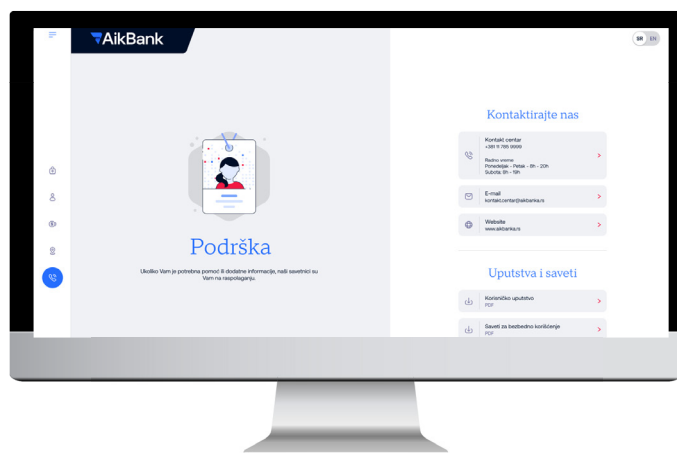 AikBank
SR EN
Podrška
Ukoliko Vam je potrebna pomoć ili dodatne informacije, naši savetnici su
Vam na raspolaganju.
Kontaktirajte nas
Kontakt centar
+381 11 785 9999
Radno vreme
Ponedeljak - Petak - 8h - 20h
Subota: 8h - 15h
E-mail
kontakt.centar@aikbanka.rs
Website
www.aikbanka.rs
Uputstva i saveti
Korisničko uputstvo
PDF
Saveti za bezbedno korišćenje
PDF